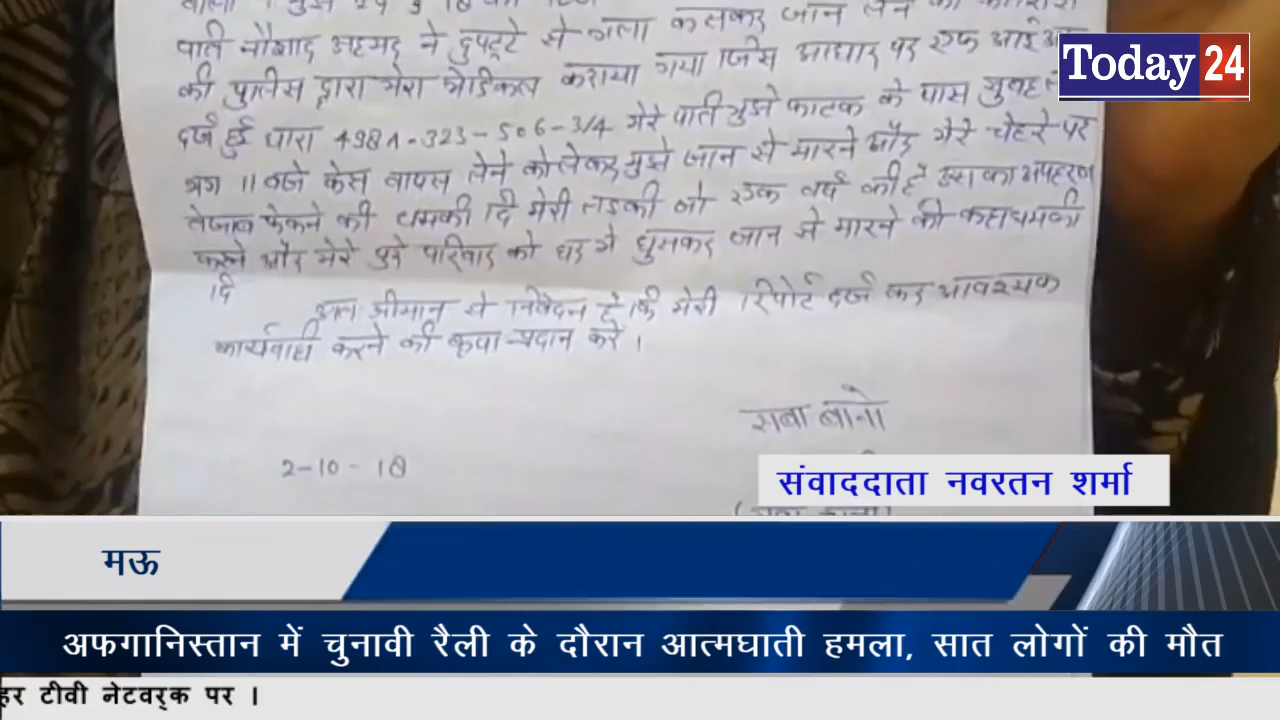 पति नौशाद अहमद ने दुपट्टे से गला कसकर जान लेने की कोशिश
की पुलिस द्वारा मेरा मेडिकल कराया गया जिस आधार पर एफ आई आर
दर्ज हुई धारा 498A-323-506-3/4 मेरे पति मुझे फाटक के पास सुबह
11 बजे केस वापस लेने को लेकर मुझे जान से मारने और मेरे चेहरे पर
तेजाब फेकने की धमकी दि मेरी लडकी जो एक वर्ष की है उसका अपहरण
करने और मेरे पुरे परिवार को घर मे घुसकर जान से मारने की कहा धमकी
दि
अतः श्रीमान से निवेदन है कि मेरी रिपोर्ट दर्ज कर आवश्यक
कार्यवाही करने की कृपा प्रदान करे ।
सबा बानो
2-10-18
Today 24
संवाददाता नवरतन शर्मा
मऊ
अफगानिस्तान में चुनावी रैली के दौरान आत्मघाती हमला, सात लोगों की मौत
हर टीवी नेटवर्क पर ।